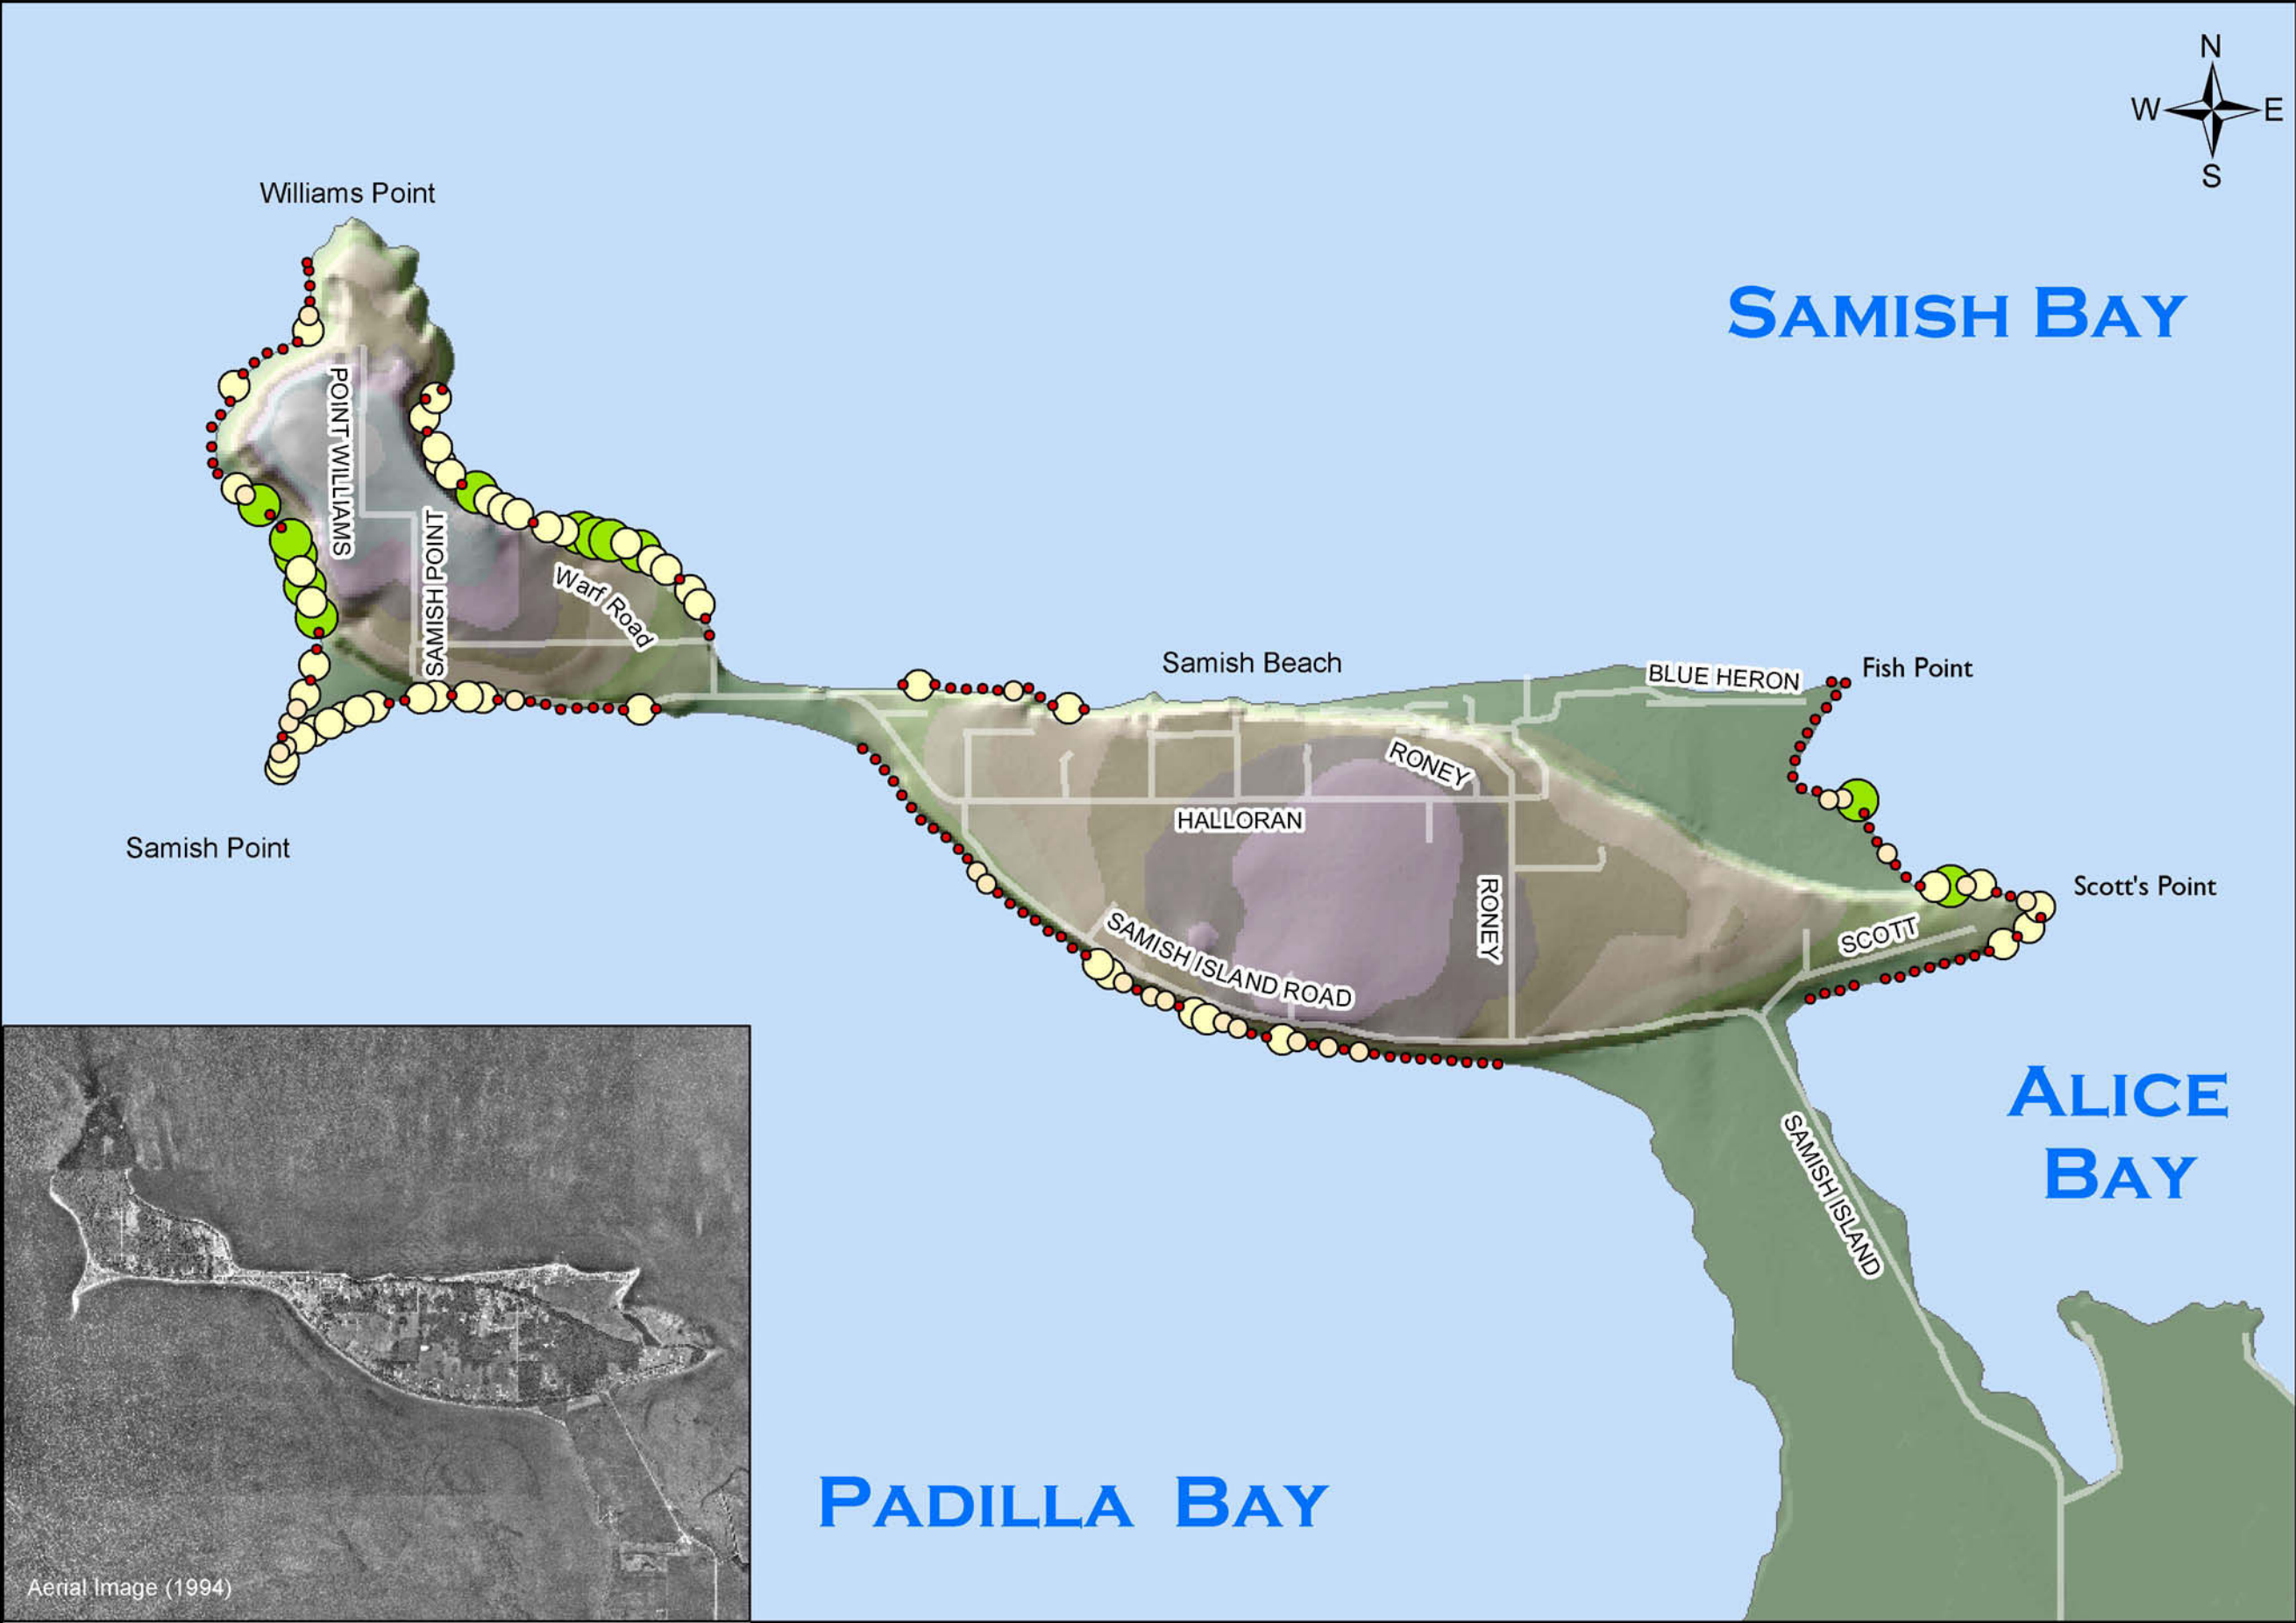 N
W E
S
Williams Point
SAMISH BAY
POINT WILLIAMS
SAMISH POINT
Warf Road
Samish Beach
BLUE HERON
Fish Point
RONEY
HALLORAN
Samish Point
RONEY
Scott's Point
SAMISH ISLAND ROAD
SCOTT
ALICE
BAY
SAMISH ISLAND
PADILLA BAY
Aerial Image (1994)